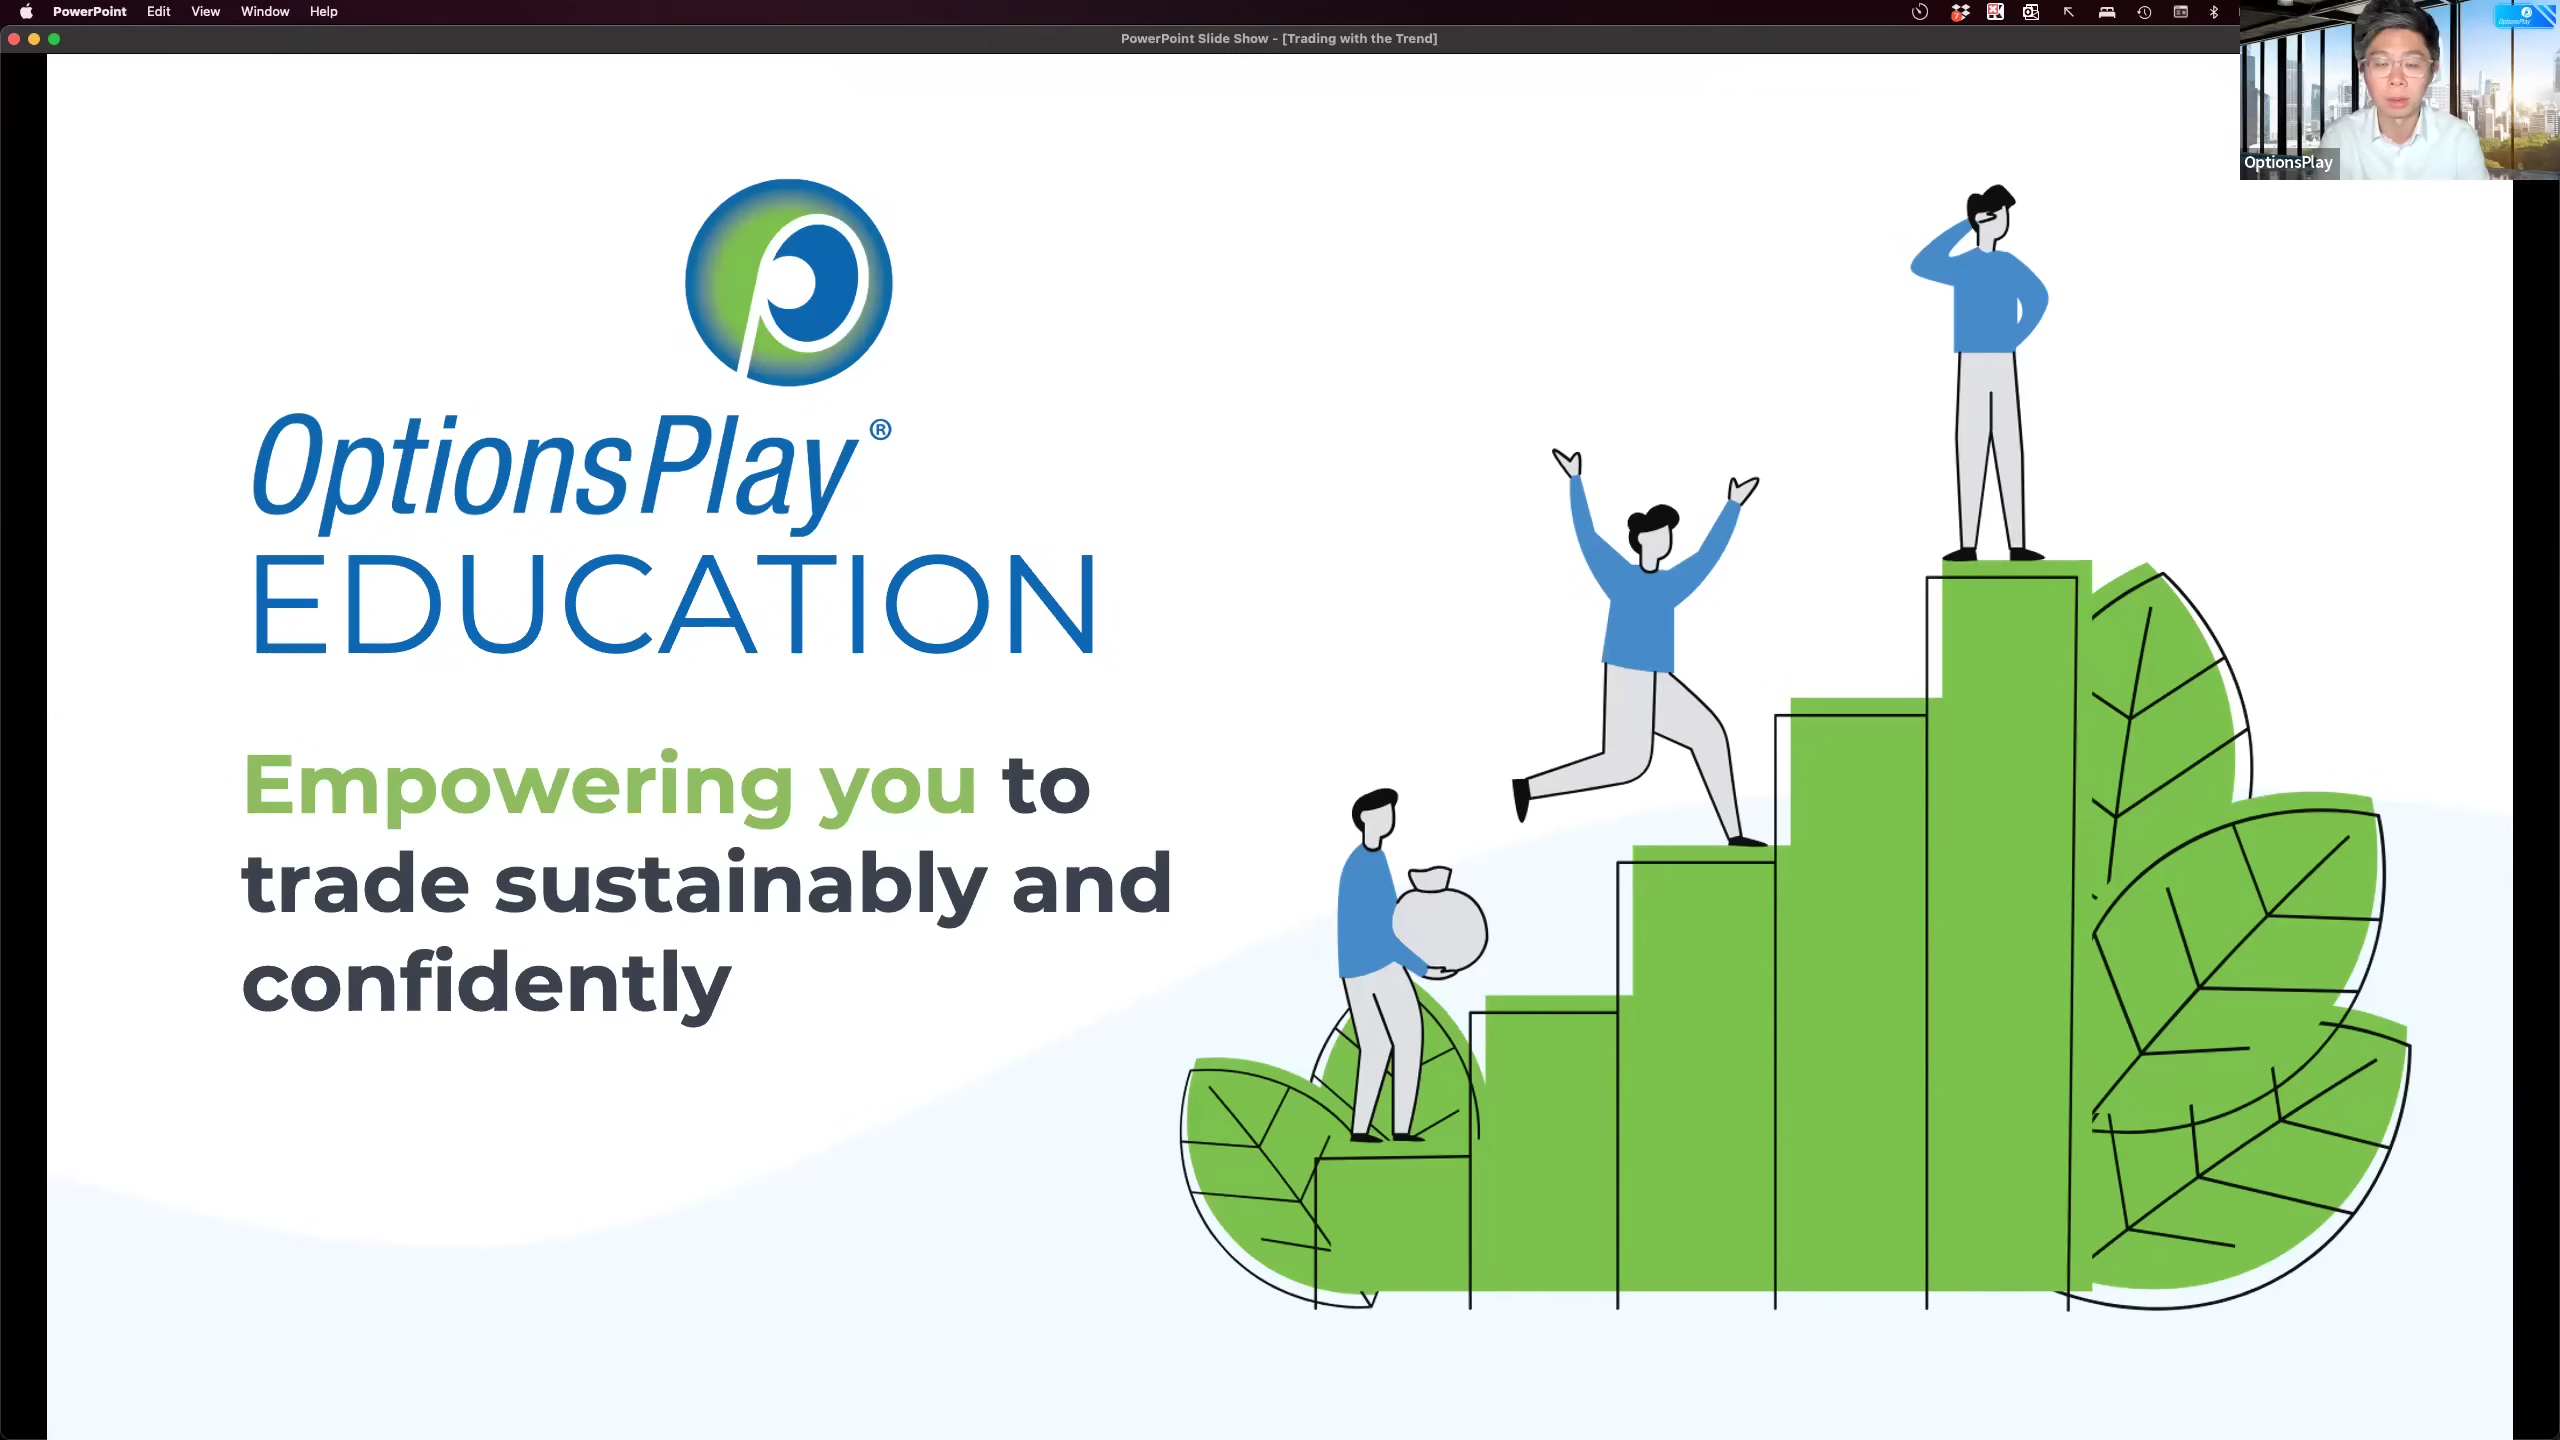 PowerPoint Edit View Window Help
PowerPoint Slide Show - [Trading with the Trend]
OptionsPlay
OptionsPlay
OptionsPlay®
EDUCATION
Empowering you to
trade sustainably and
confidently